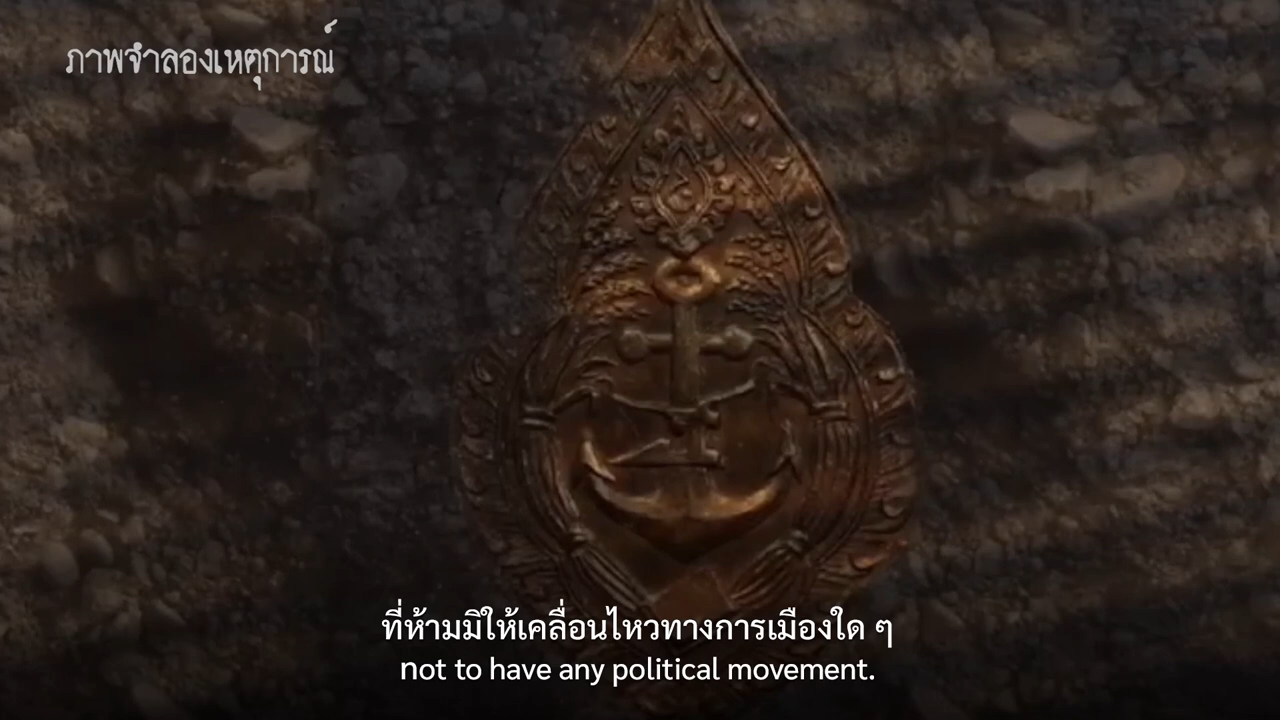 ภาพจำลองเหตุการณ์
ที่ห้ามมิให้เคลื่อนไหวทางการเมืองใด ๆ
not to have any political movement.